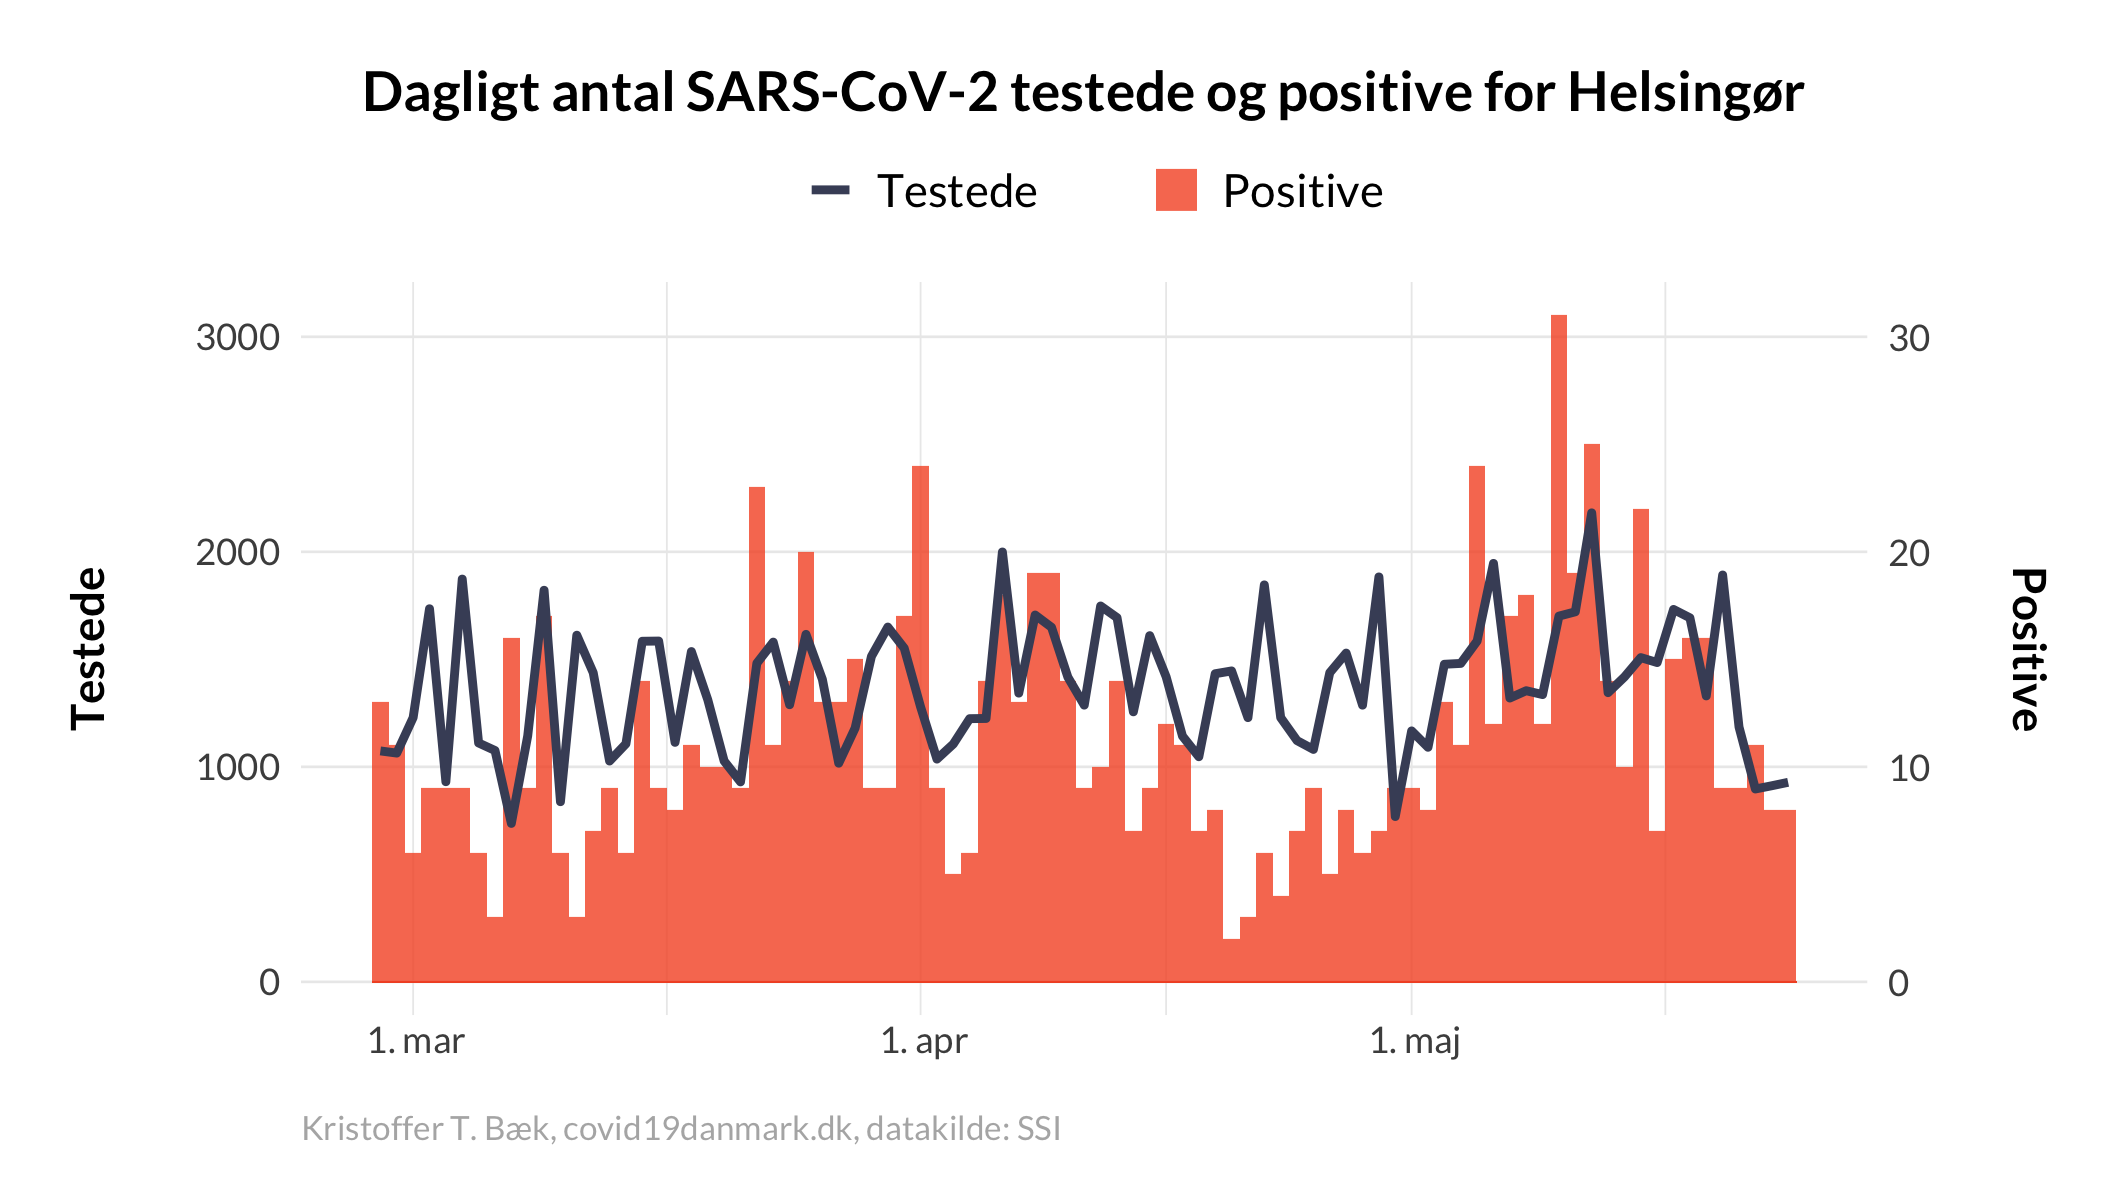 Dagligt antal SARS-CoV-2 testede og positive for Helsingør
Testede Positive
3000 30
2000 20
Testede Positive
1000 10
0 0
1. mar 1. apr 1. maj
Kristoffer T. Bæk, covid19danmark.dk, datakilde: SSI